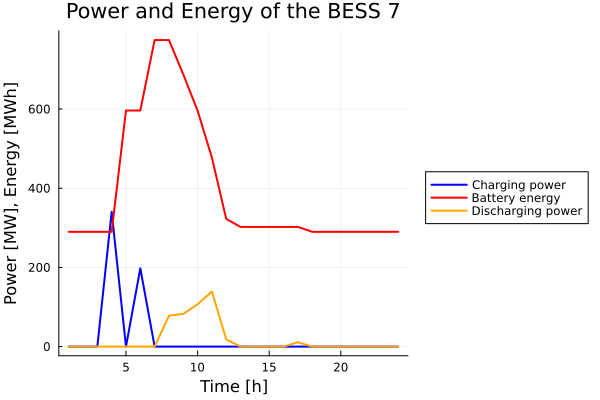 Power and Energy of the BESS 7
Power [MW], Energy [MWh]
600
400
200
0
5 10 15 20
Time [h]
Charging power
Battery energy
Discharging power